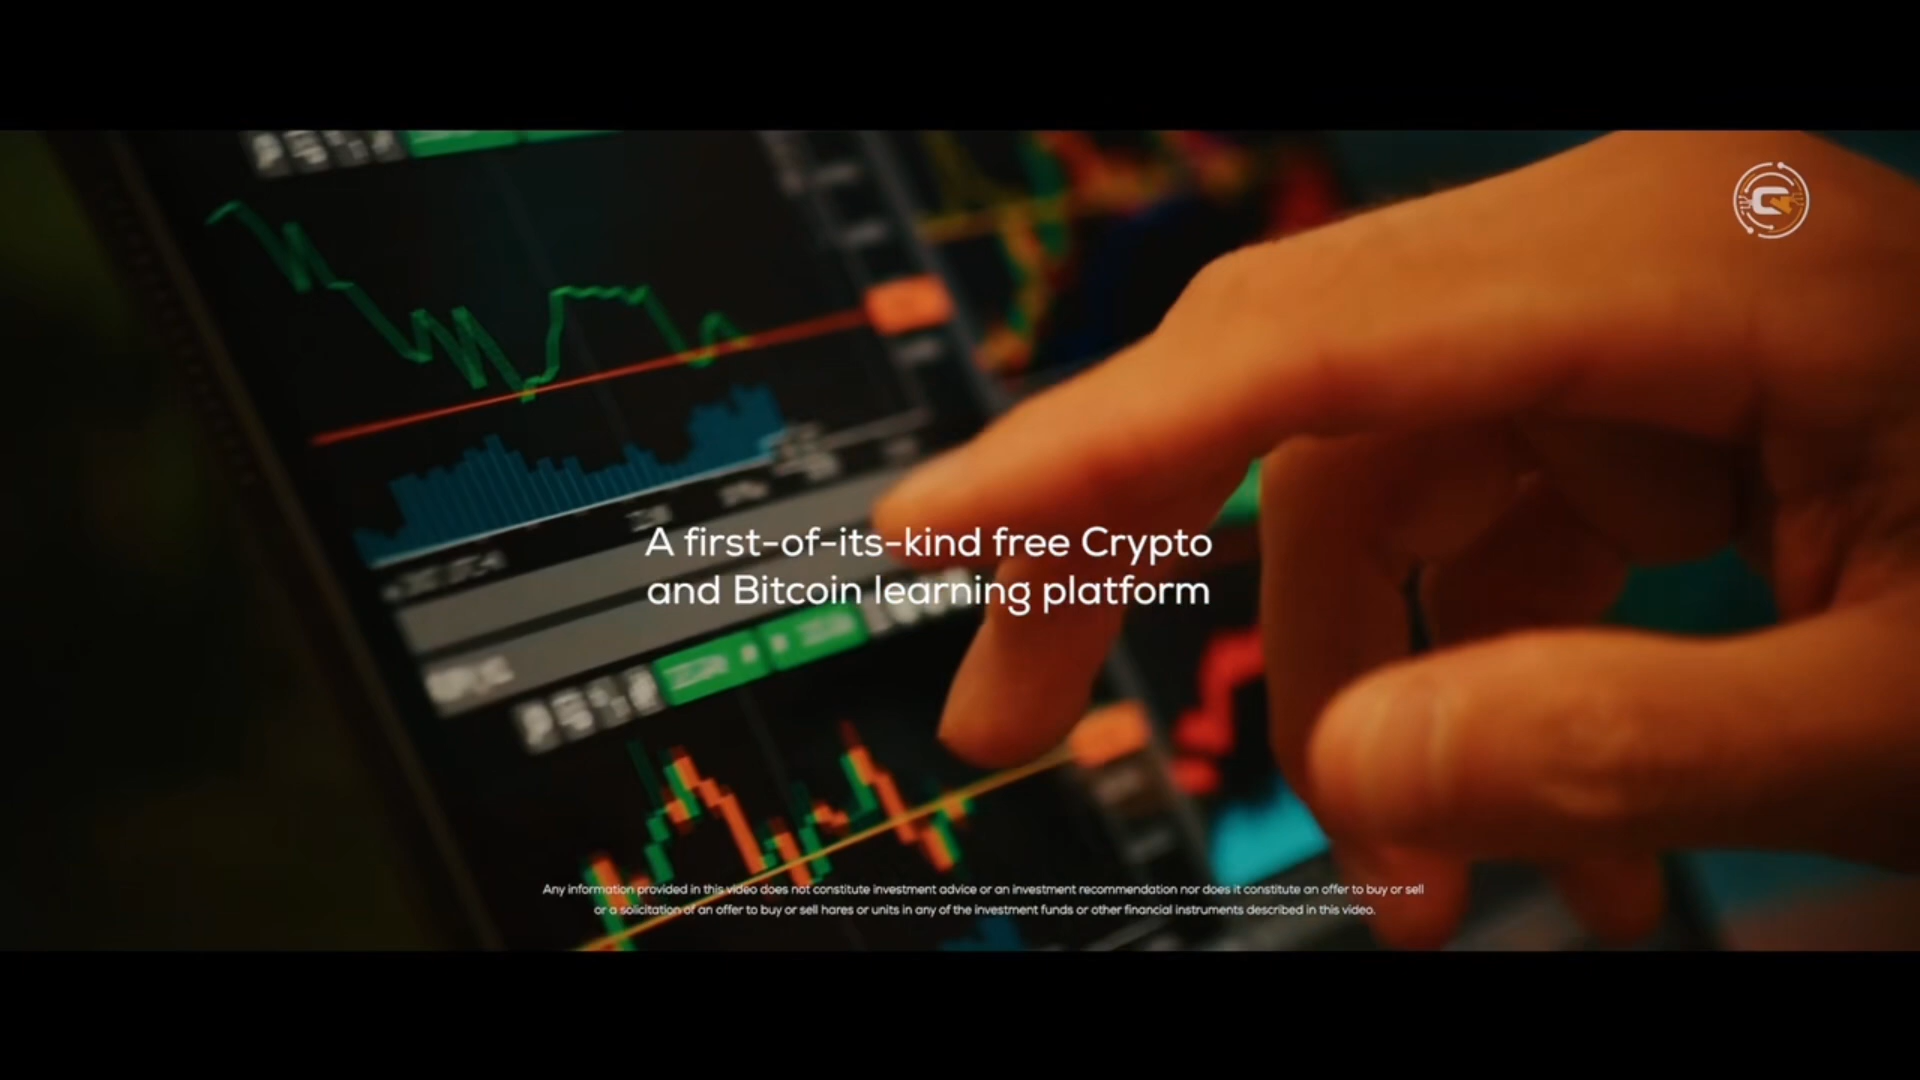 A first-of-its-kind free Crypto
and Bitcoin learning platform
Any information provided in this video does not constitute investment advice or an investment recommendation nor does it constitute an offer to buy or sell
or a solicitation of an offer to buy or sell hares or units in any of the investment funds or other financial instruments described in this video.